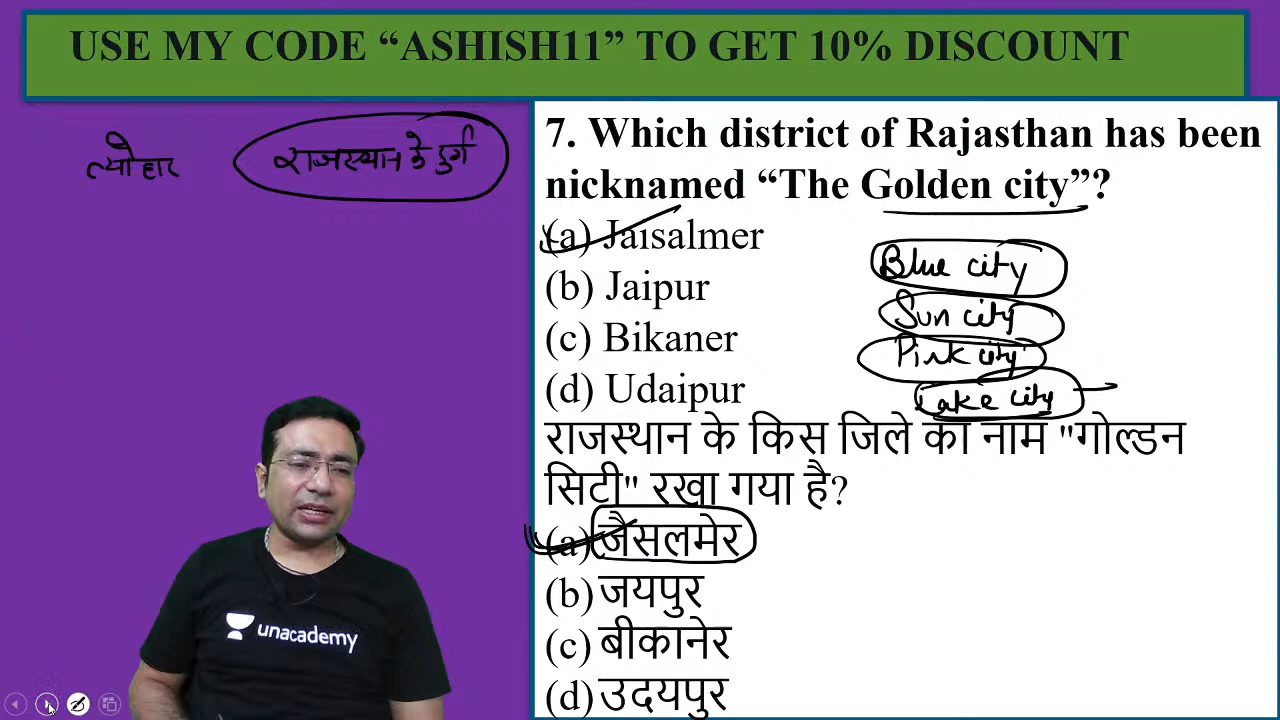 USE MY CODE “ASHISH11” TO GET 10% DISCOUNT
त्योहार
राजस्थान के दुर्ग
7. Which district of Rajasthan has been
nicknamed “The Golden city”?
(a) Jaisalmer
(b) Jaipur
(c) Bikaner
(d) Udaipur
Blue city
Sun city
Pink city
Lake city
राजस्थान के किस जिले का नाम "गोल्डन
सिटी" रखा गया है?
(a) जैसलमेर
(b) जयपुर
(c) बीकानेर
(d) उदयपुर
unacademy